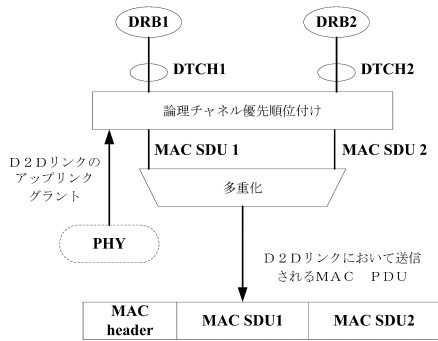 DRB1
DRB2
DTCH1
DTCH2
論理チャネル優先順位付け
MAC SDU 1
MAC SDU 2
D2Dリンクの
アップリンク
グラント
多重化
PHY
D2Dリンクにおいて送信
されるMAC PDU
MAC
header
MAC SDU1
MAC SDU2